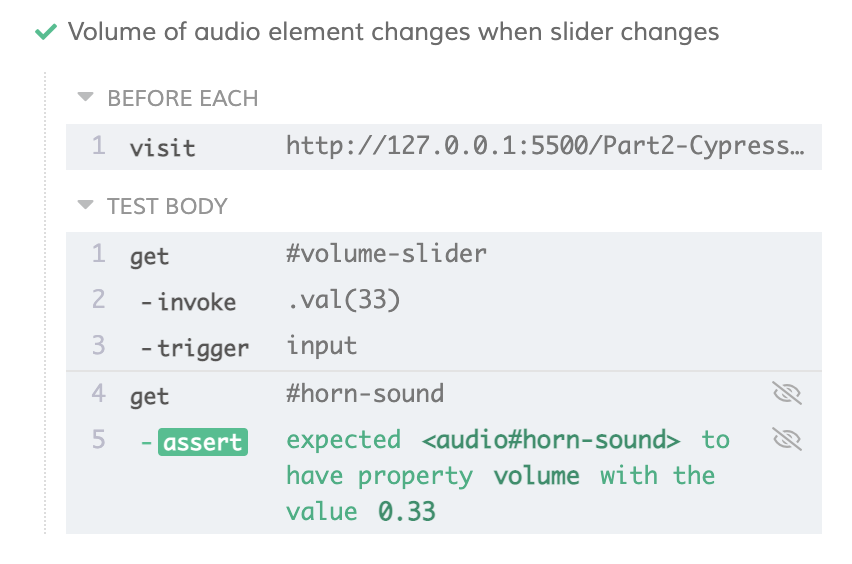 Volume of audio element changes when slider changes
BEFORE EACH
1 visit http://127.0.0.1:5500/Part2-Cypress…
TEST BODY
1 get #volume-slider
2 -invoke .val(33)
3 -trigger input
4 get #horn-sound
5 -assert expected <audio#horn-sound> to
have property volume with the
value 0.33